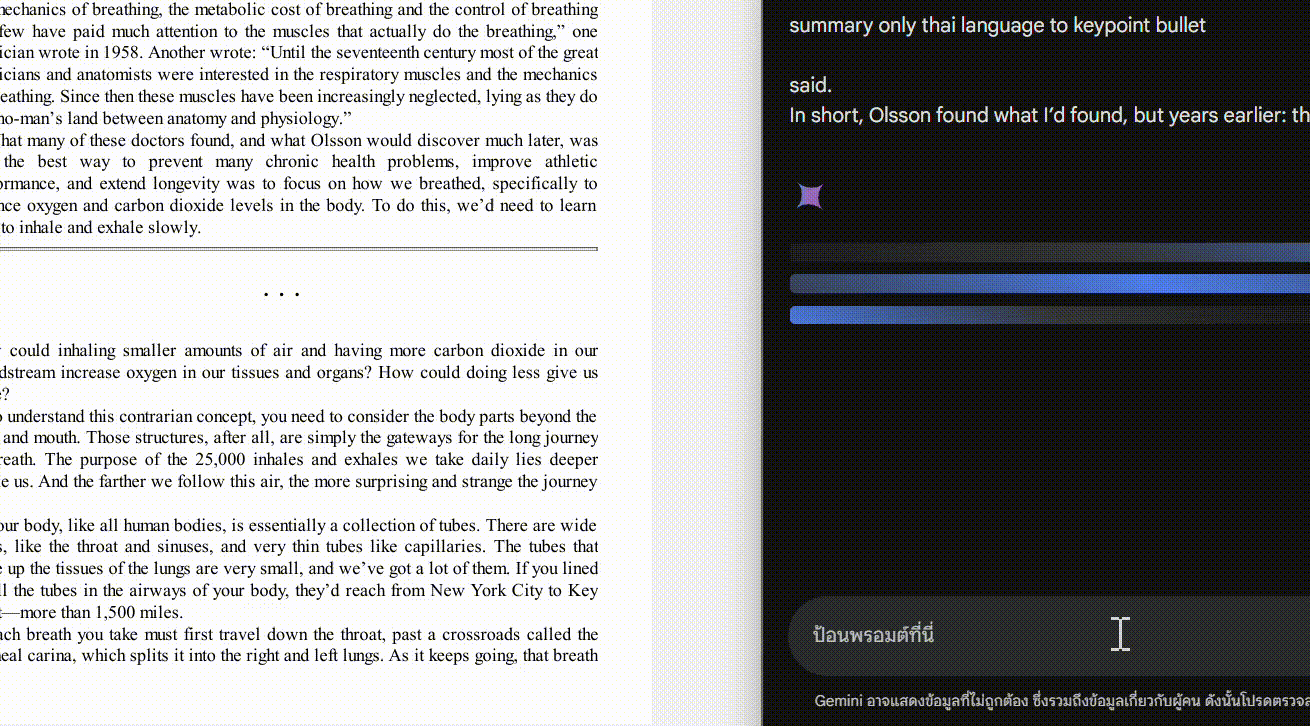 mechanics of breathing, the metabolic cost of breathing and the control of breathing
few have paid much attention to the muscles that actually do the breathing,” one
ician wrote in 1958. Another wrote: “Until the seventeenth century most of the great
icians and anatomists were interested in the respiratory muscles and the mechanics
eathing. Since then these muscles have been increasingly neglected, lying as they do
no-man’s land between anatomy and physiology.”
hat many of these doctors found, and what Olsson would discover much later, was
the best way to prevent many chronic health problems, improve athletic
ormance, and extend longevity was to focus on how we breathed, specifically to
nce oxygen and carbon dioxide levels in the body. To do this, we’d need to learn
to inhale and exhale slowly.
. . .
could inhaling smaller amounts of air and having more carbon dioxide in our
dstream increase oxygen in our tissues and organs? How could doing less give us
e?
o understand this contrarian concept, you need to consider the body parts beyond the
and mouth. Those structures, after all, are simply the gateways for the long journey
reath. The purpose of the 25,000 inhales and exhales we take daily lies deeper
e us. And the farther we follow this air, the more surprising and strange the journey
our body, like all human bodies, is essentially a collection of tubes. There are wide
s, like the throat and sinuses, and very thin tubes like capillaries. The tubes that
e up the tissues of the lungs are very small, and we’ve got a lot of them. If you lined
ll the tubes in the airways of your body, they’d reach from New York City to Key
t—more than 1,500 miles.
ach breath you take must first travel down the throat, past a crossroads called the
eal carina, which splits it into the right and left lungs. As it keeps going, that breath
summary only thai language to keypoint bullet
said.
In short, Olsson found what I’d found, but years earlier: th
ป้อนพรอมต์ที่นี่
Gemini อาจแสดงข้อมูลที่ไม่ถูกต้อง ซึ่งรวมถึงข้อมูลเกี่ยวกับผู้คน ดังนั้นโปรดตรวจส